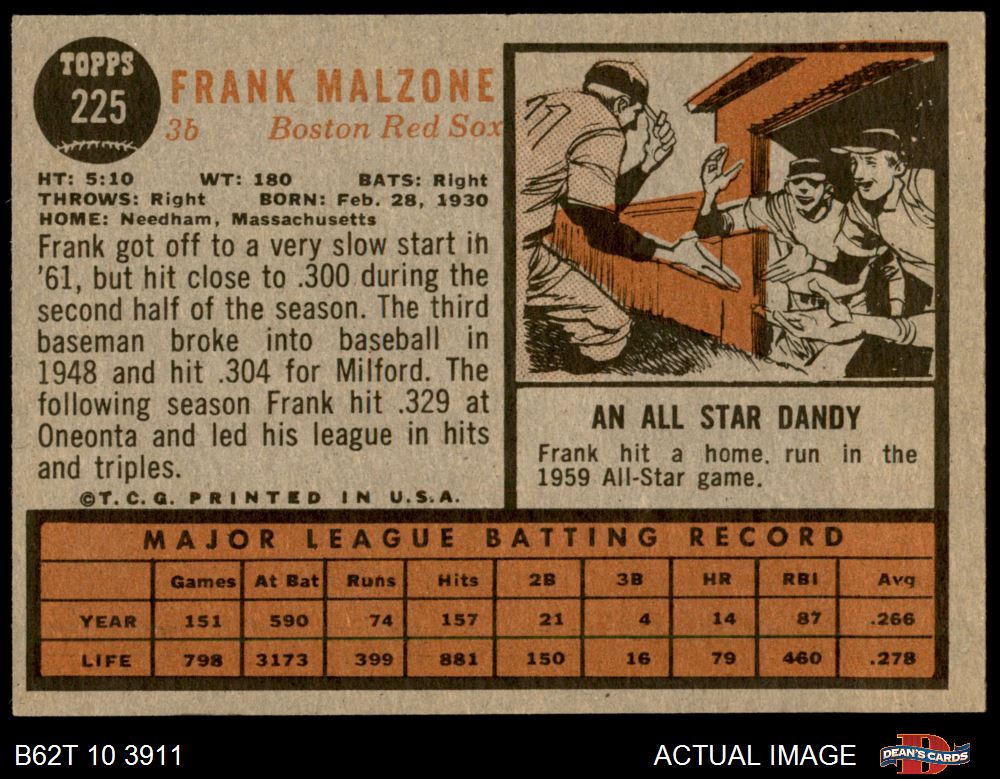 TOPPS
225
FRANK MALZONE
3b Boston Red Sox
HT: 5:10 WT: 180 BATS: Right
THROWS: Right BORN: Feb. 28, 1930
HOME: Needham, Massachusetts
Frank got off to a very slow start in
'61, but hit close to .300 during the
second half of the season. The third
baseman broke into baseball in
1948 and hit .304 for Milford. The
following season Frank hit .329 at
Oneonta and led his league in hits
and triples.
©T.C.G. PRINTED IN U.S.A.
77
AN ALL STAR DANDY
Frank hit a home run in the
1959 All-Star game.
MAJOR LEAGUE BATTING RECORD
Games At Bat Runs Hits 2B 3B HR RBI Avg
YEAR 151 590 74 157 21 4 14 87 .266
LIFE 798 3173 399 881 150 16 79 460 .278
B62T 10 3911 ACTUAL IMAGE DEAN'S CARDS